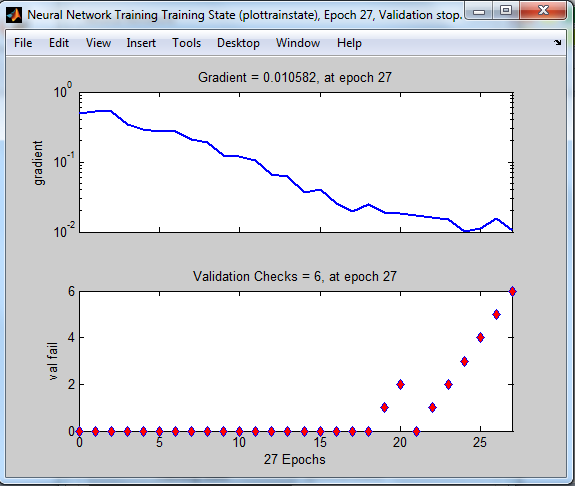 Neural Network Training Training State (plottrainstate), Epoch 27, Validation stop.
File Edit View Insert Tools Desktop Window Help
Gradient = 0.010582, at epoch 27
10^0
10^-1
10^-2
gradient
Validation Checks = 6, at epoch 27
6
4
2
0
val fail
0 5 10 15 20 25
27 Epochs